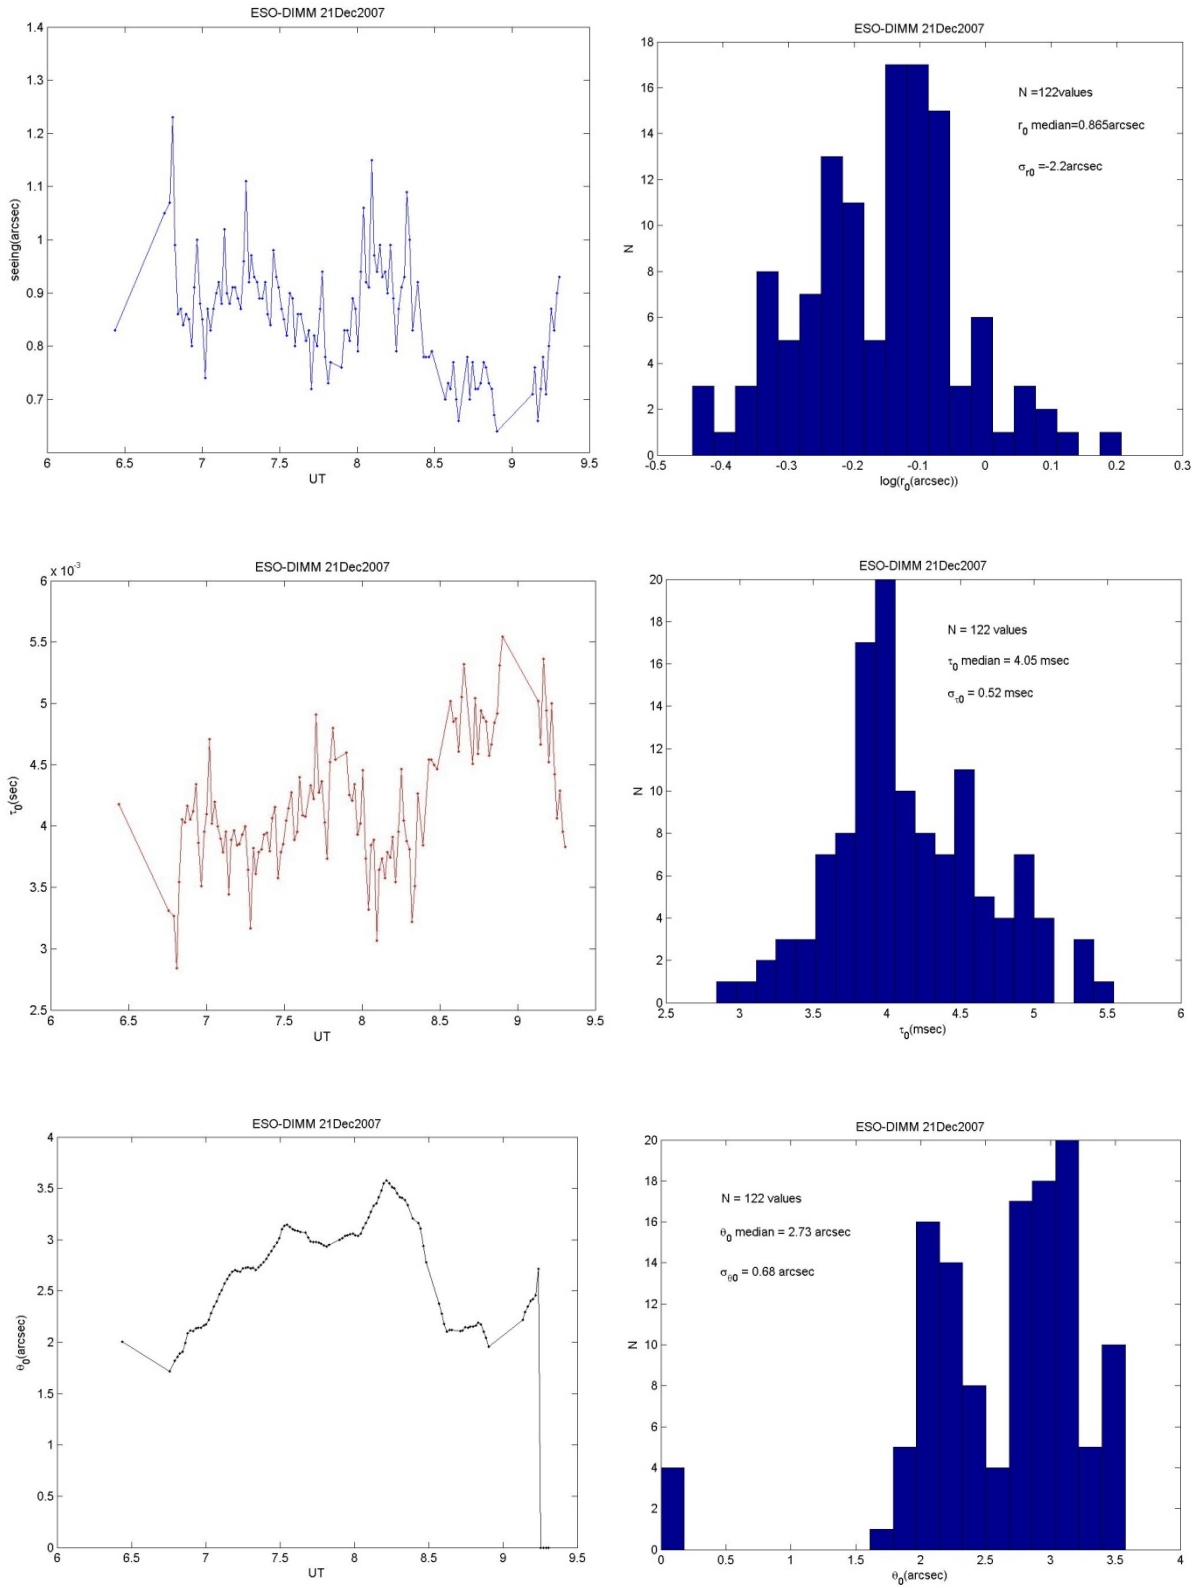 ESO-DIMM 21Dec2007
1.4
1.3
1.2
1.1
1
0.9
0.8
0.7
seeing(arcsec)
6 6.5 7 7.5 8 8.5 9 9.5
UT
ESO-DIMM 21Dec2007
18
16
14
12
10
8
6
4
2
0
N
N =122values
r0 median=0.865arcsec
σr0 =-2.2arcsec
-0.5 -0.4 -0.3 -0.2 -0.1 0 0.1 0.2 0.3
log(r0(arcsec))
ESO-DIMM 21Dec2007
x 10-3
6
5.5
5
4.5
4
3.5
3
2.5
τ0(sec)
6 6.5 7 7.5 8 8.5 9 9.5
UT
ESO-DIMM 21Dec2007
20
18
16
14
12
10
8
6
4
2
0
N
N = 122 values
τ0 median = 4.05 msec
στ0 = 0.52 msec
2.5 3 3.5 4 4.5 5 5.5 6
τ0(msec)
ESO-DIMM 21Dec2007
4
3.5
3
2.5
2
1.5
1
0.5
0
θ0(arcsec)
6 6.5 7 7.5 8 8.5 9 9.5
UT
ESO-DIMM 21Dec2007
20
18
16
14
12
10
8
6
4
2
0
N
N = 122 values
θ0 median = 2.73 arcsec
σθ0 = 0.68 arcsec
0 0.5 1 1.5 2 2.5 3 3.5 4
θ0(arcsec)